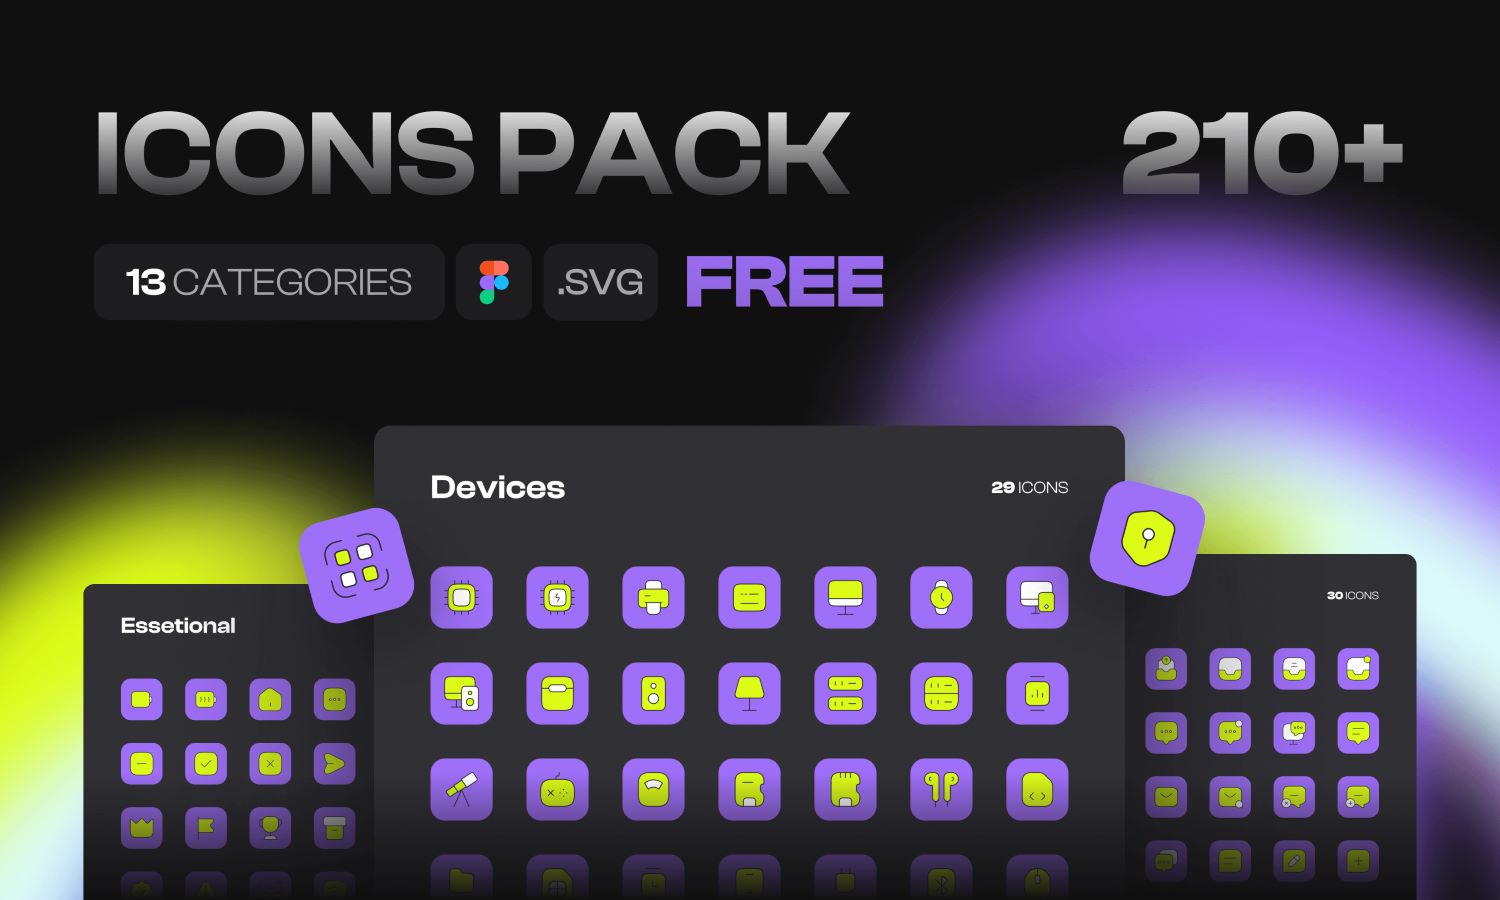 ICONS PACK
210+
13 CATEGORIES
.SVG
FREE
Devices
29 ICONS
Essetional
30 ICONS